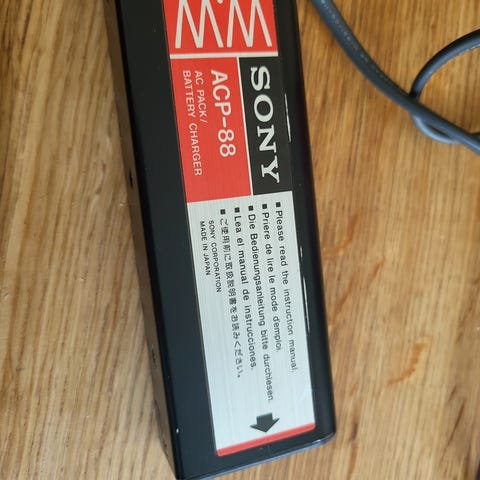 SONY
ACP-88
AC PACK/
BATTERY CHARGER
■ Please read the instruction manual.
■ Priere de lire le mode d'emploi.
■ Die Bedienungsanleitung bitte durchlesen.
■ Lea el manual de instrucciones.
■ ご使用前に取扱説明書をお読みください。
SONY CORPORATION
MADE IN JAPAN